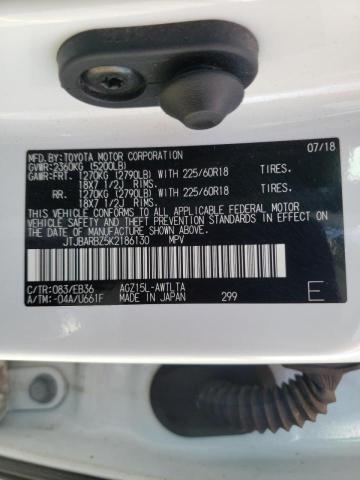 MFD.BY:TOYOTA MOTOR CORPORATION 07/18
GVWR:2360KG (5200LB)
GAWR:FRT. 1270KG (2790LB) WITH 225/60R18 TIRES.
18X7 1/2J RIMS.
RR. 1270KG (2790LB) WITH 225/60R18 TIRES.
18X7 1/2J RIMS.
THIS VEHICLE CONFORMS TO ALL APPLICABLE FEDERAL MOTOR
VEHICLE SAFETY AND THEFT PREVENTION STANDARDS IN EFFECT ON
THE DATE OF MANUFACTURE SHOWN ABOVE.
JTJBARBZ5K2186130 MPV
C/TR:083/EB36 AGZ15L-AWTLTA
A/TM:-04A/U661F MADE IN JAPAN 299 E